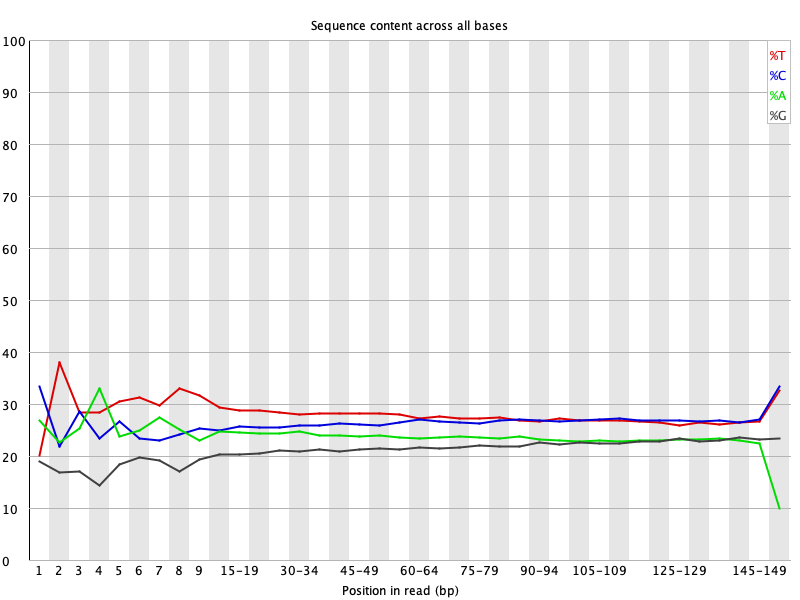 Sequence content across all bases
100
90
80
70
60
50
40
30
20
10
0
%T
%C
%A
%G
1 2 3 4 5 6 7 8 9 15-19 30-34 45-49 60-64 75-79 90-94 105-109 125-129 145-149
Position in read (bp)